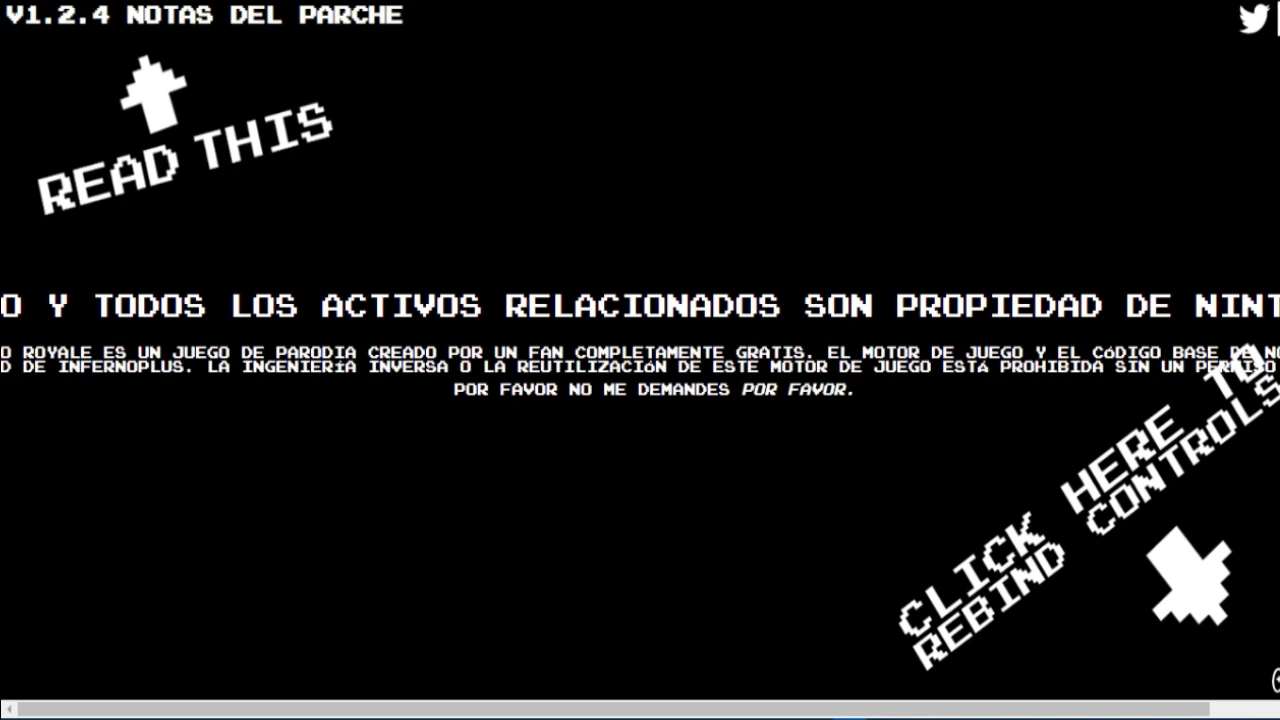 V1.2.4 NOTAS DEL PARCHE
READ THIS
O Y TODOS LOS ACTIVOS RELACIONADOS SON PROPIEDAD DE NINT
O ROYALE ES UN JUEGO DE PARODIA CREADO POR UN FAN COMPLETAMENTE GRATIS. EL MOTOR DE JUEGO Y EL CóDIGO BASE DE NO
D DE INFERNOPLUS. LA INGENIERíA INVERSA O LA REUTILIZACIóN DE ESTE MOTOR DE JUEGO ESTá PROHIBIDA SIN UN PERMISO
POR FAVOR NO ME DEMANDES POR FAVOR.
CLICK HERE TO
REBIND CONTROLS